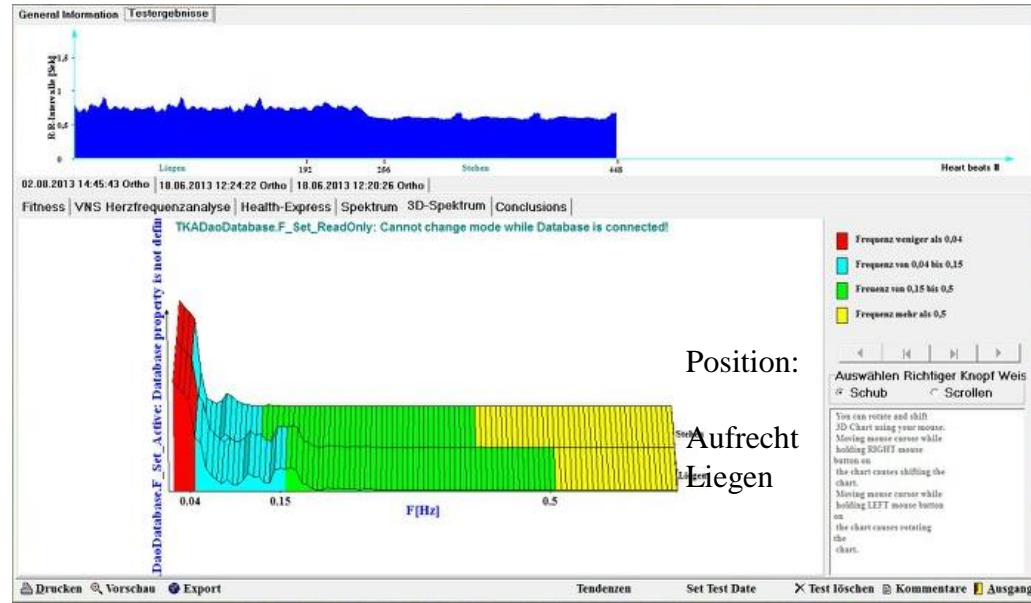 General Information Testergebnisse
R-R-Intervalle [Sek]
1,5
1
0,5
0
Liegen 192 256 Stehen 448 Heart beats #
02.08.2013 14:45:43 Ortho 18.06.2013 12:24:22 Ortho 18.06.2013 12:20:26 Ortho
Fitness VNS Herzfrequenzanalyse Health-Express Spektrum 3D-Spektrum Conclusions
TKADaoDatabase.F_Set_ReadOnly: Cannot change mode while Database is connected!
DaoDatabase.F_Set_Active: Database property is not defin
Frequenz weniger als 0,04
Frequenz von 0,04 bis 0,15
Freuenz von 0,15 bis 0,5
Frequenz mehr als 0,5
Auswählen Richtiger Knopf Weis
Schub Scrollen
You can rotate and shift
3D Chart using your mouse.
Moving mouse cursor while
holding RIGHT mouse
button on
the chart causes shifting the
chart.
Moving mouse cursor while
holding LEFT mouse button
on
the chart causes rotating
the
chart.
Position:
Aufrecht
Liegen
Liegen
0.04 0.15 0.5
F[Hz]
Drucken Vorschau Export Tendenzen Set Test Date Test löschen Kommentare Ausgang